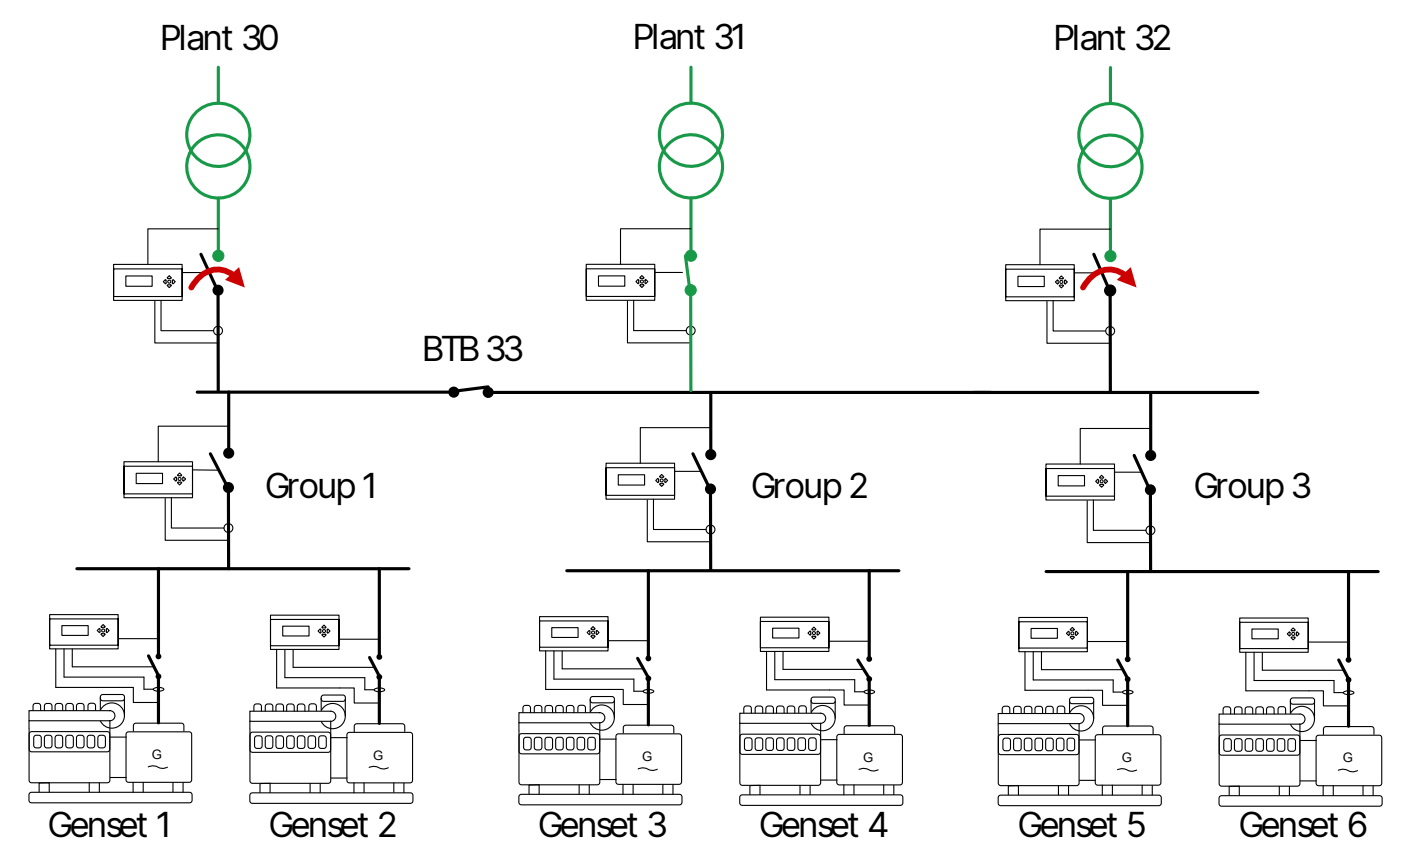 Plant 30
Plant 31
Plant 32
BTB 33
Group 1
Group 2
Group 3
G
G
G
G
G
G
Genset 1
Genset 2
Genset 3
Genset 4
Genset 5
Genset 6